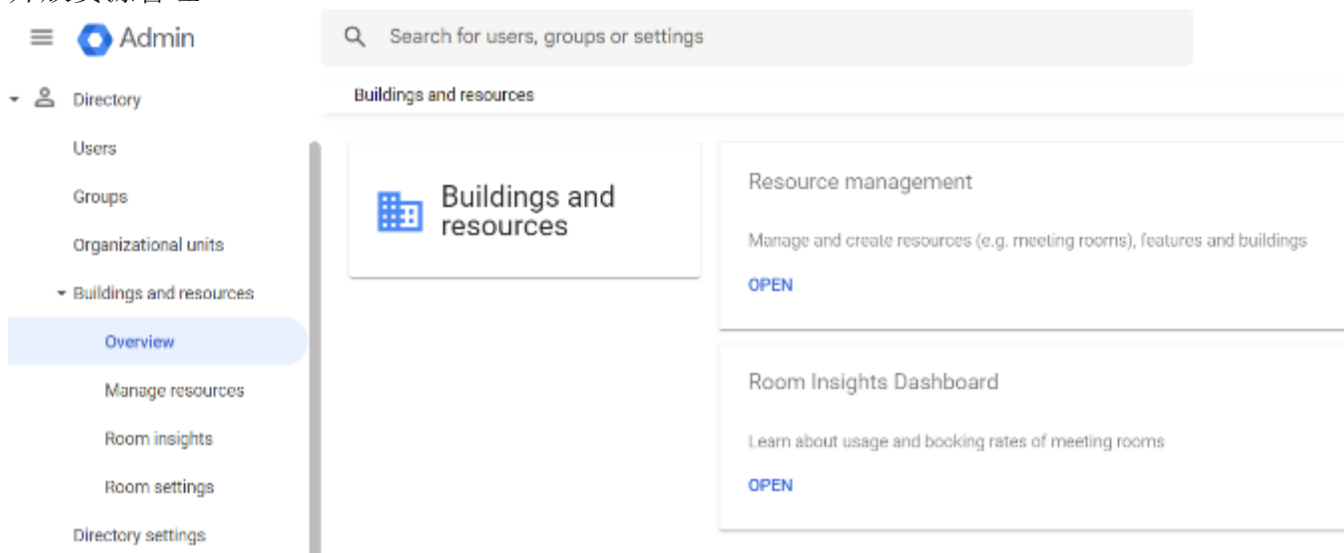 Admin
Search for users, groups or settings
Directory
Users
Groups
Organizational units
Buildings and resources
Overview
Manage resources
Room insights
Room settings
Directory settings
Buildings and resources
Buildings and
resources
Resource management
Manage and create resources (e.g. meeting rooms), features and buildings
OPEN
Room Insights Dashboard
Learn about usage and booking rates of meeting rooms
OPEN